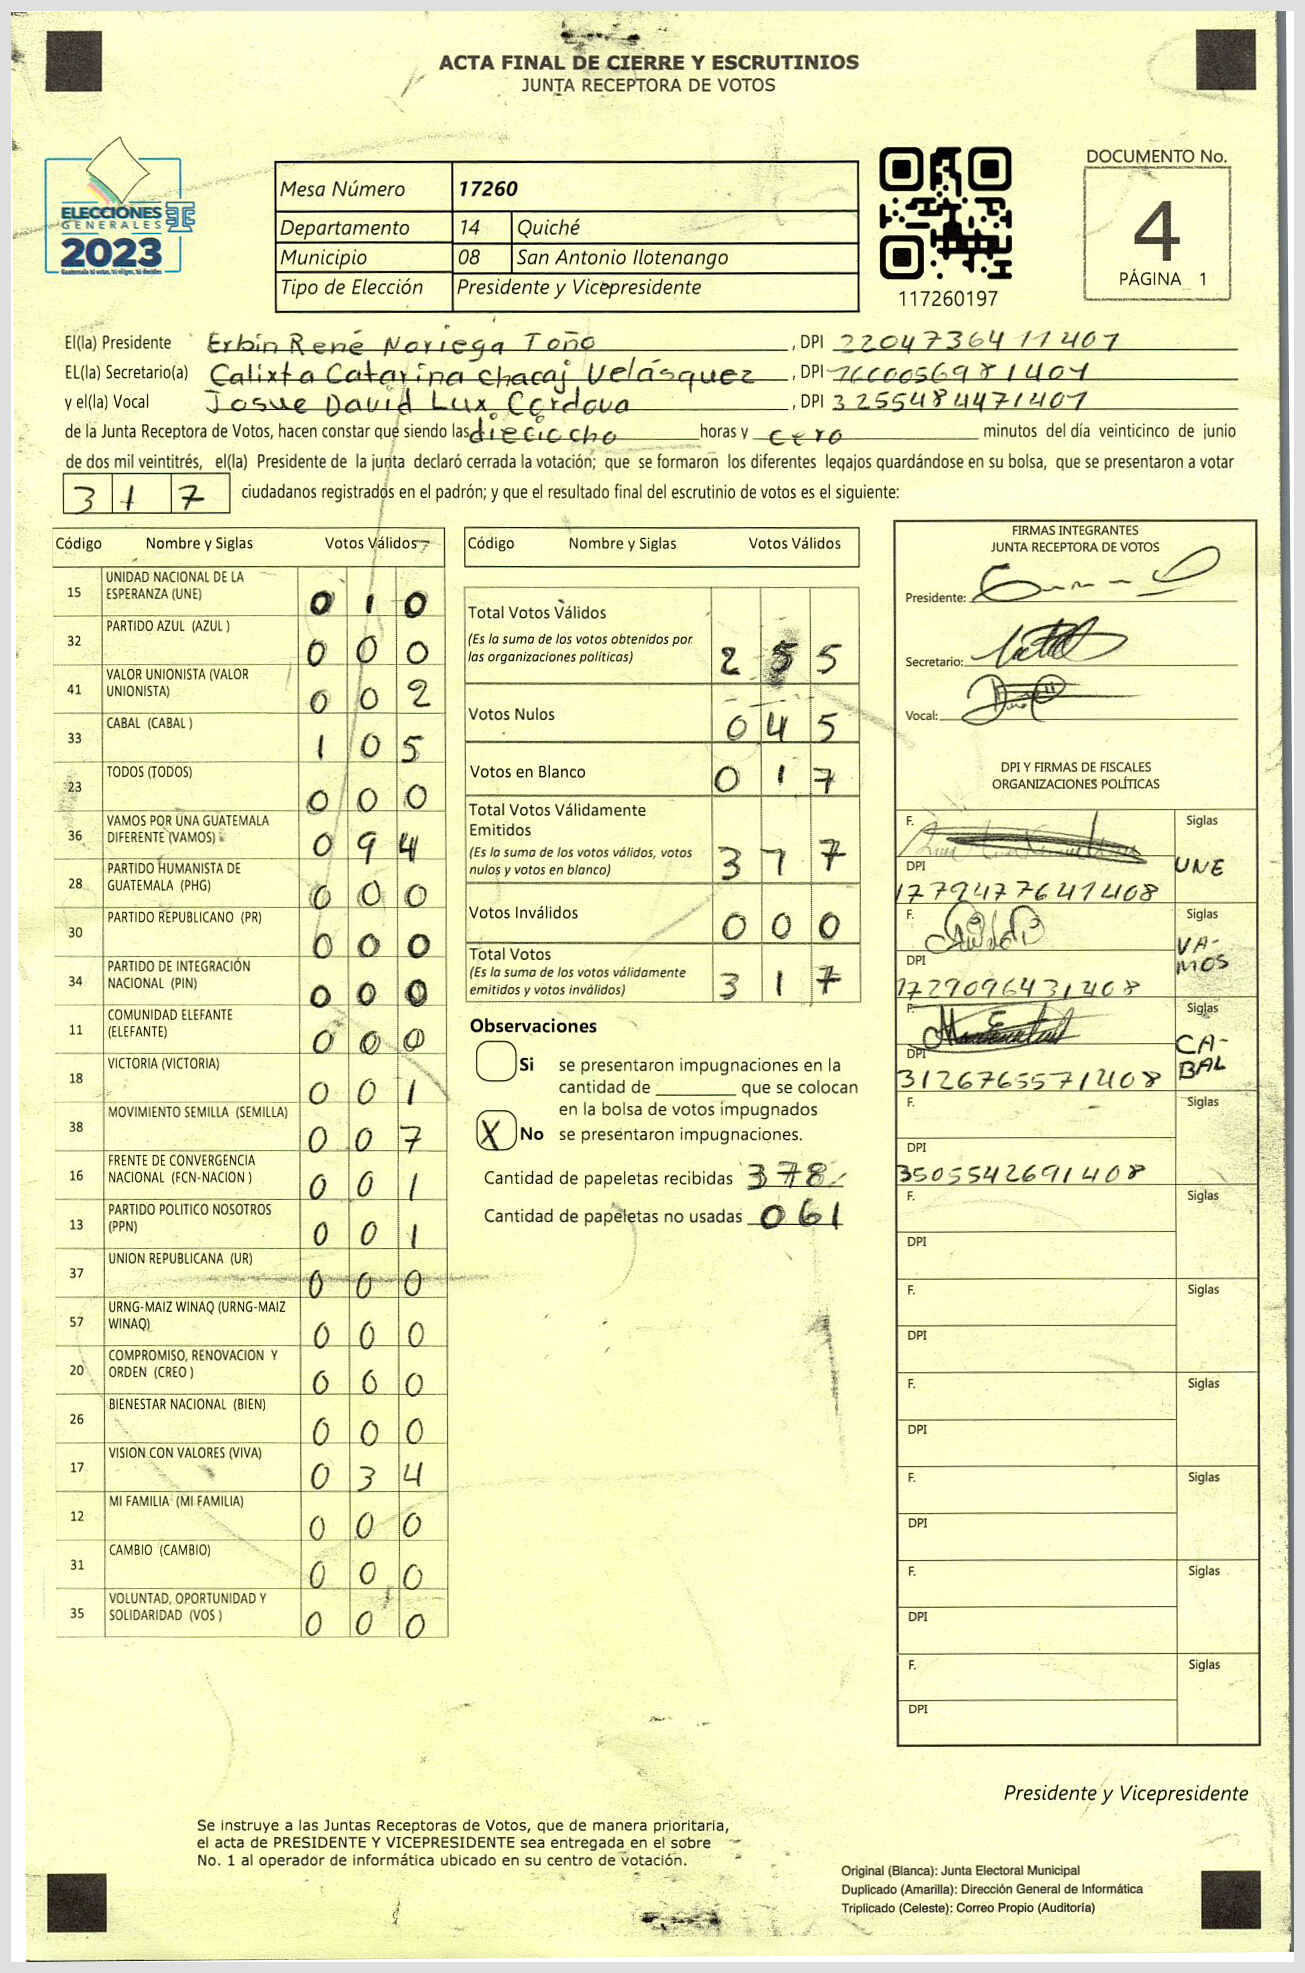 ACTA FINAL DE CIERRE Y ESCRUTINIOS
JUNTA RECEPTORA DE VOTOS
ELECCIONES
GENERALES
2023
Guatemala tú votas, tú eliges, tú decides
Mesa Número 17260
Departamento 14 Quiché
Municipio 08 San Antonio Ilotenango
Tipo de Elección Presidente y Vicepresidente
117260197
DOCUMENTO No.
4
PÁGINA 1
El(la) Presidente Erbin René Noriega Toño, DPI 2204736411401
EL(la) Secretario(a) Calixta Catarina Chacaj Velásquez, DPI 1600056981401
y el(la) Vocal Josue David Lux Cordova, DPI 3255484471401
de la Junta Receptora de Votos, hacen constar que siendo las dieciocho horas y cero minutos del día veinticinco de junio
de dos mil veintitrés, el(la) Presidente de la junta declaró cerrada la votación; que se formaron los diferentes legajos guardándose en su bolsa, que se presentaron a votar
3 1 7 ciudadanos registrados en el padrón; y que el resultado final del escrutinio de votos es el siguiente:
Código Nombre y Siglas Votos Válidos
15 UNIDAD NACIONAL DE LA ESPERANZA (UNE) 0 1 0
32 PARTIDO AZUL (AZUL ) 0 0 0
41 VALOR UNIONISTA (VALOR UNIONISTA) 0 0 2
33 CABAL (CABAL ) 1 0 5
23 TODOS (TODOS) 0 0 0
36 VAMOS POR UNA GUATEMALA DIFERENTE (VAMOS) 0 9 4
28 PARTIDO HUMANISTA DE GUATEMALA (PHG) 0 0 0
30 PARTIDO REPUBLICANO (PR) 0 0 0
34 PARTIDO DE INTEGRACIÓN NACIONAL (PIN) 0 0 0
11 COMUNIDAD ELEFANTE (ELEFANTE) 0 0 0
18 VICTORIA (VICTORIA) 0 0 1
38 MOVIMIENTO SEMILLA (SEMILLA) 0 0 7
16 FRENTE DE CONVERGENCIA NACIONAL (FCN-NACION ) 0 0 1
13 PARTIDO POLITICO NOSOTROS (PPN) 0 0 1
37 UNION REPUBLICANA (UR) 0 0 0
57 URNG-MAIZ WINAQ (URNG-MAIZ WINAQ) 0 0 0
20 COMPROMISO, RENOVACION Y ORDEN (CREO ) 0 0 0
26 BIENESTAR NACIONAL (BIEN) 0 0 0
17 VISION CON VALORES (VIVA) 0 3 4
12 MI FAMILIA (MI FAMILIA) 0 0 0
31 CAMBIO (CAMBIO) 0 0 0
35 VOLUNTAD, OPORTUNIDAD Y SOLIDARIDAD (VOS ) 0 0 0
Código Nombre y Siglas Votos Válidos
Total Votos Válidos 2 5 5
(Es la suma de los votos obtenidos por
las organizaciones políticas)
Votos Nulos 0 4 5
Votos en Blanco 0 1 7
Total Votos Válidamente
Emitidos
(Es la suma de los votos válidos, votos
nulos y votos en blanco) 3 1 7
Votos Inválidos 0 0 0
Total Votos
(Es la suma de los votos válidamente
emitidos y votos inválidos) 3 1 7
Observaciones
Si se presentaron impugnaciones en la
cantidad de ________ que se colocan
en la bolsa de votos impugnados
X No se presentaron impugnaciones.
Cantidad de papeletas recibidas 378
Cantidad de papeletas no usadas 061
FIRMAS INTEGRANTES
JUNTA RECEPTORA DE VOTOS
Presidente:
Secretario:
Vocal:
DPI Y FIRMAS DE FISCALES
ORGANIZACIONES POLÍTICAS
F. Siglas
UNE
DPI
1779477641408
F. Siglas
VA-
MOS
DPI
1729096431408
F. Siglas
CA-
BAL
DPI
3126765571408
F. Siglas
DPI
3505542691408
F. Siglas
DPI
F. Siglas
DPI
F. Siglas
DPI
F. Siglas
DPI
F. Siglas
DPI
F. Siglas
DPI
Presidente y Vicepresidente
Se instruye a las Juntas Receptoras de Votos, que de manera prioritaria,
el acta de PRESIDENTE Y VICEPRESIDENTE sea entregada en el sobre
No. 1 al operador de informática ubicado en su centro de votación.
Original (Blanca): Junta Electoral Municipal
Duplicado (Amarilla): Dirección General de Informática
Triplicado (Celeste): Correo Propio (Auditoría)